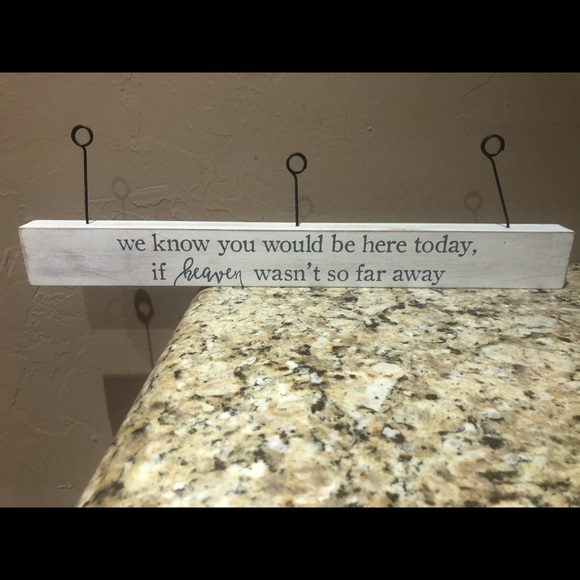 we know you would be here today,
if heaven wasn't so far away